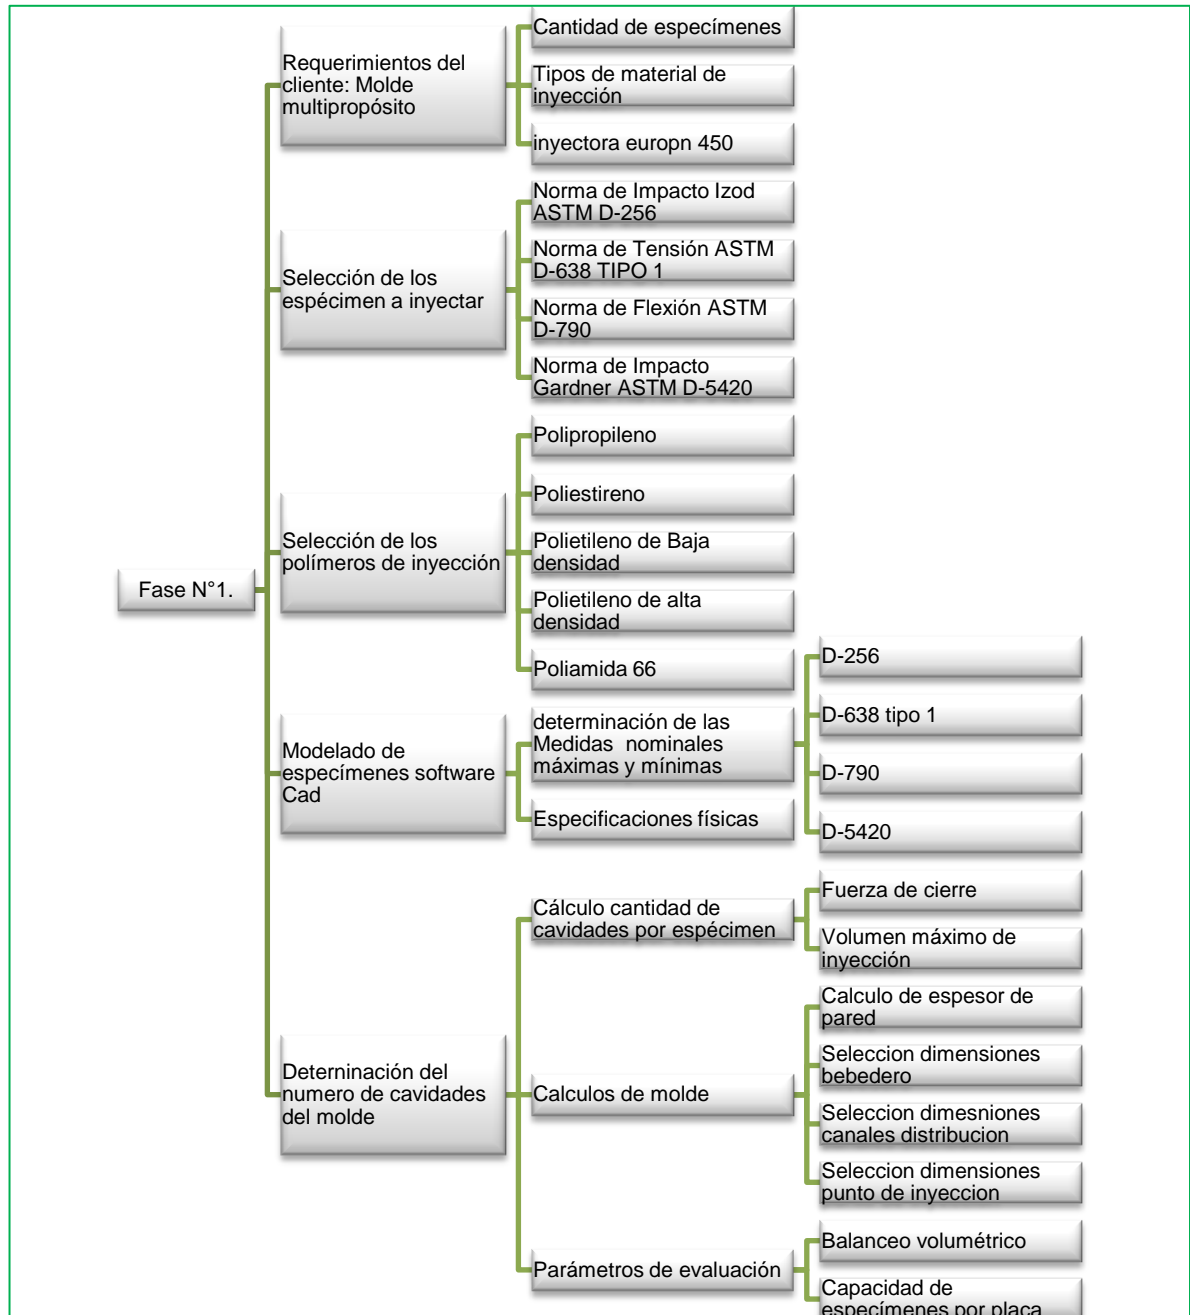 Fase N°1.
Requerimientos del
cliente: Molde
multipropósito
Cantidad de especímenes
Tipos de material de
inyección
inyectora europn 450
Selección de los
espécimen a inyectar
Norma de Impacto Izod
ASTM D-256
Norma de Tensión ASTM
D-638 TIPO 1
Norma de Flexión ASTM
D-790
Norma de Impacto
Gardner ASTM D-5420
Selección de los
polímeros de inyección
Polipropileno
Poliestireno
Polietileno de Baja
densidad
Polietileno de alta
densidad
Poliamida 66
Modelado de
especímenes software
Cad
determinación de las
Medidas nominales
máximas y mínimas
D-256
D-638 tipo 1
D-790
D-5420
Especificaciones físicas
Deterninación del
numero de cavidades
del molde
Cálculo cantidad de
cavidades por espécimen
Fuerza de cierre
Volumen máximo de
inyección
Calculos de molde
Calculo de espesor de
pared
Seleccion dimensiones
bebedero
Seleccion dimesniones
canales distribucion
Seleccion dimensiones
punto de inyeccion
Parámetros de evaluación
Balanceo volumétrico
Capacidad de
especímenes por placa